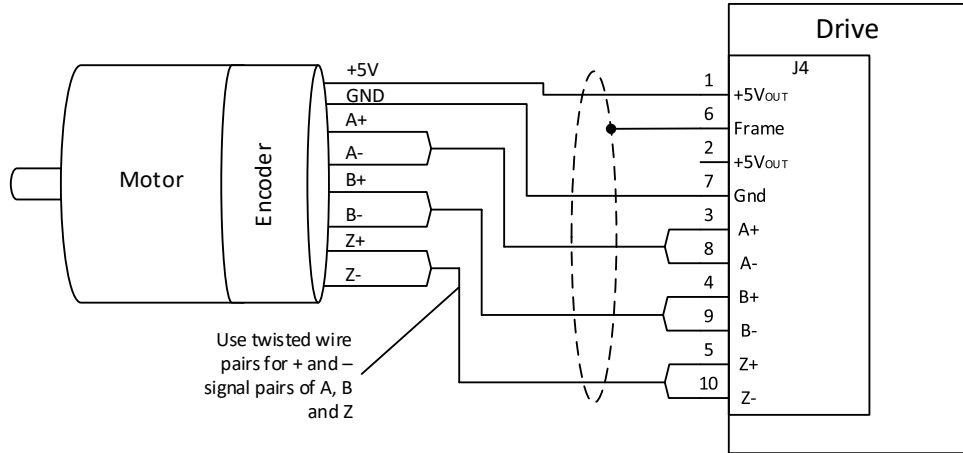 Drive
J4
+5V
GND
A+
A-
B+
B-
Z+
Z-
Motor
Encoder
1
+5VOUT
6
Frame
2
+5VOUT
7
Gnd
3
A+
8
A-
4
B+
9
B-
5
Z+
10
Z-
Use twisted wire
pairs for + and –
signal pairs of A, B
and Z